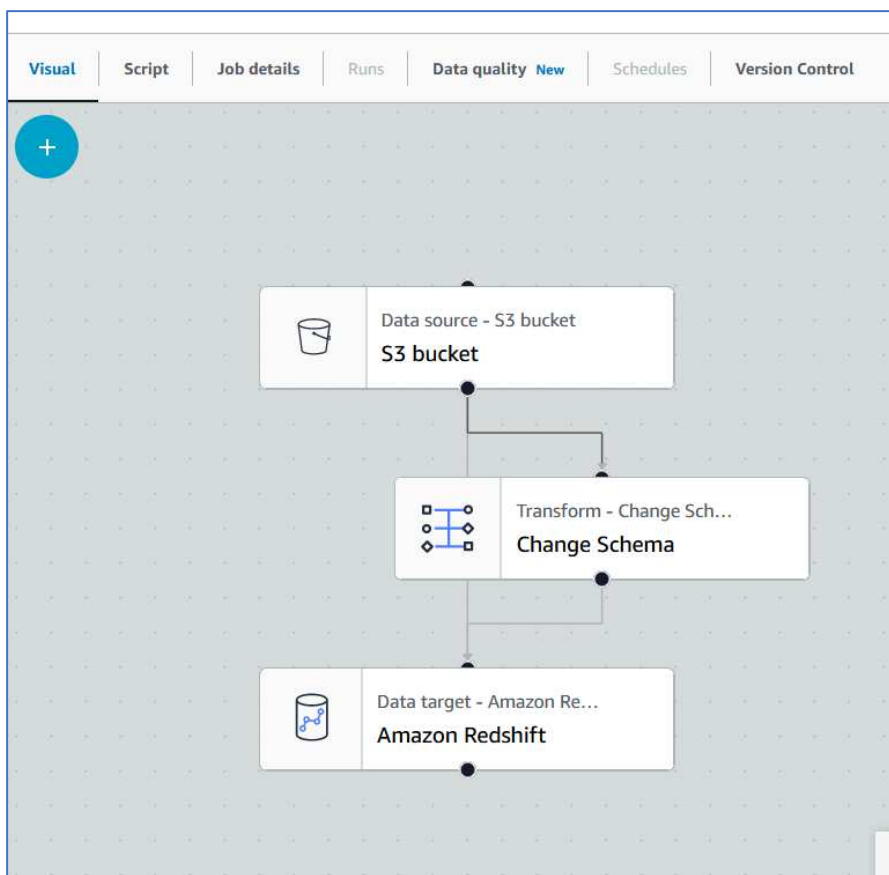 Visual Script Job details Runs Data quality New Schedules Version Control
+
Data source - S3 bucket
S3 bucket
Transform - Change Sch...
Change Schema
Data target - Amazon Re...
Amazon Redshift